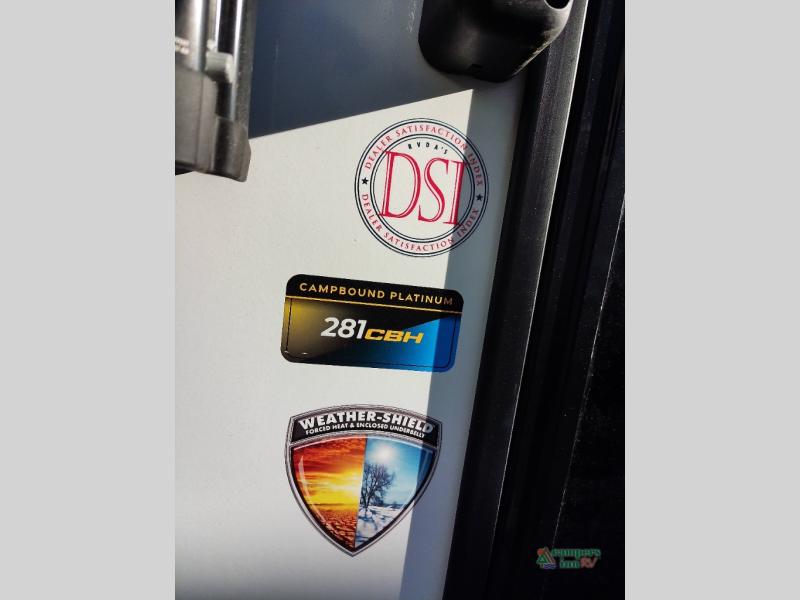 DEALER SATISFACTION INDEX
RVDA'S
DSI
DEALER SATISFACTION INDEX
CAMPBOUND PLATINUM
281CBH
WEATHER-SHIELD
FORCED HEAT & ENCLOSED UNDERBELLY
campers
inn RV